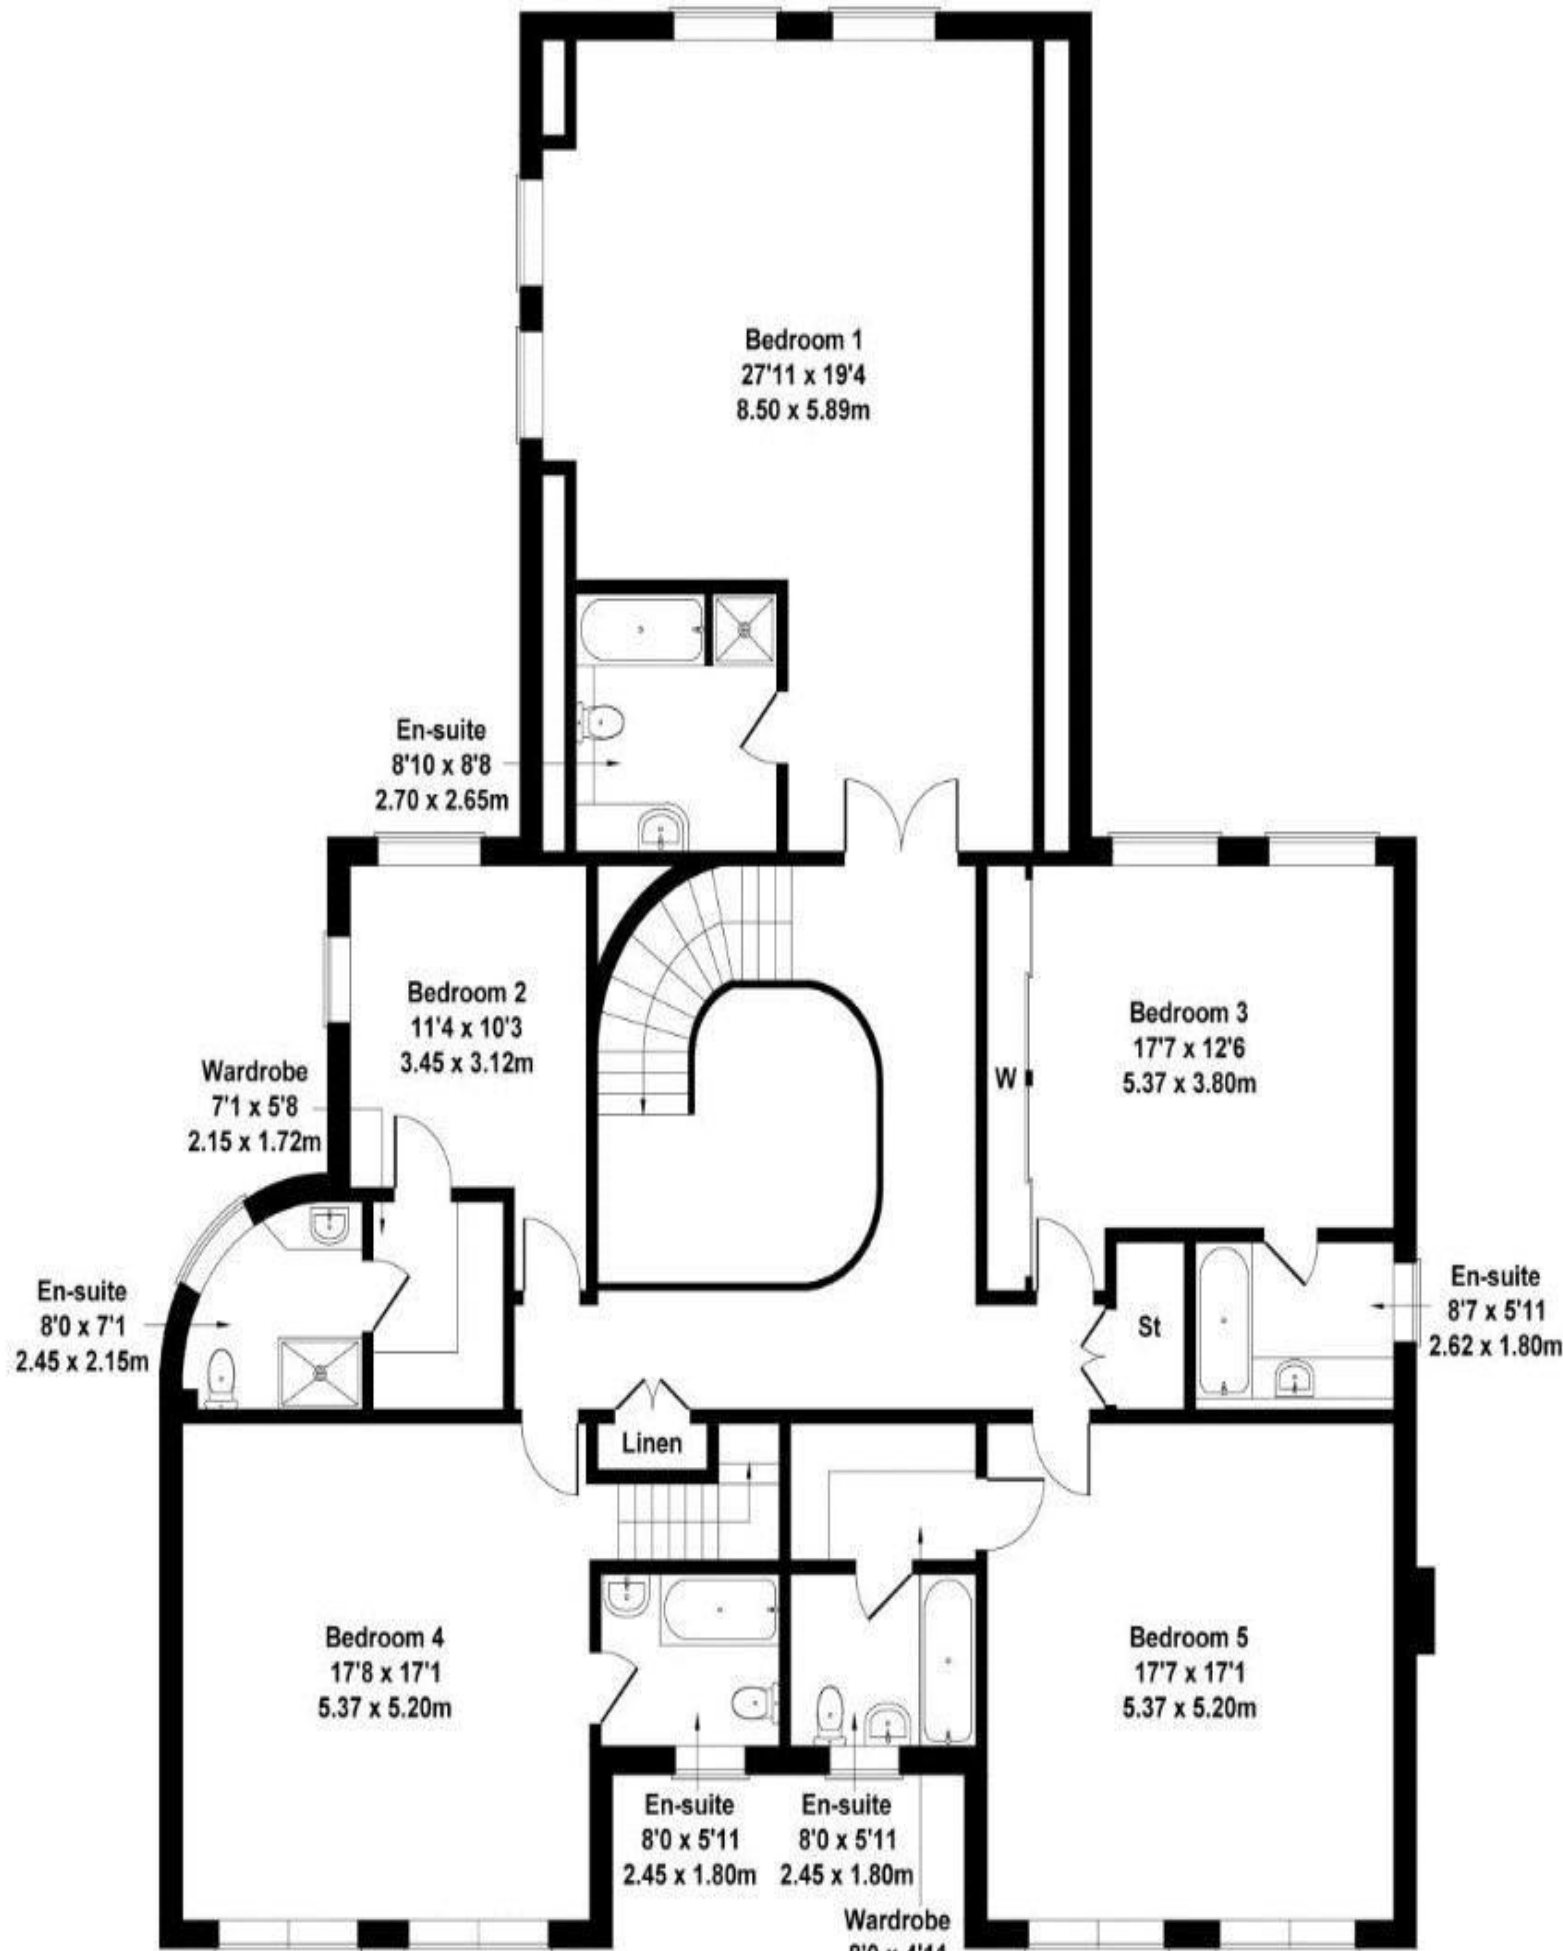 Bedroom 1
27'11 x 19'4
8.50 x 5.89m
En-suite
8'10 x 8'8
2.70 x 2.65m
Bedroom 2
11'4 x 10'3
3.45 x 3.12m
Bedroom 3
17'7 x 12'6
5.37 x 3.80m
W
Wardrobe
7'1 x 5'8
2.15 x 1.72m
En-suite
8'0 x 7'1
2.45 x 2.15m
St
En-suite
8'7 x 5'11
2.62 x 1.80m
Linen
Bedroom 4
17'8 x 17'1
5.37 x 5.20m
Bedroom 5
17'7 x 17'1
5.37 x 5.20m
En-suite
8'0 x 5'11
2.45 x 1.80m
En-suite
8'0 x 5'11
2.45 x 1.80m
Wardrobe